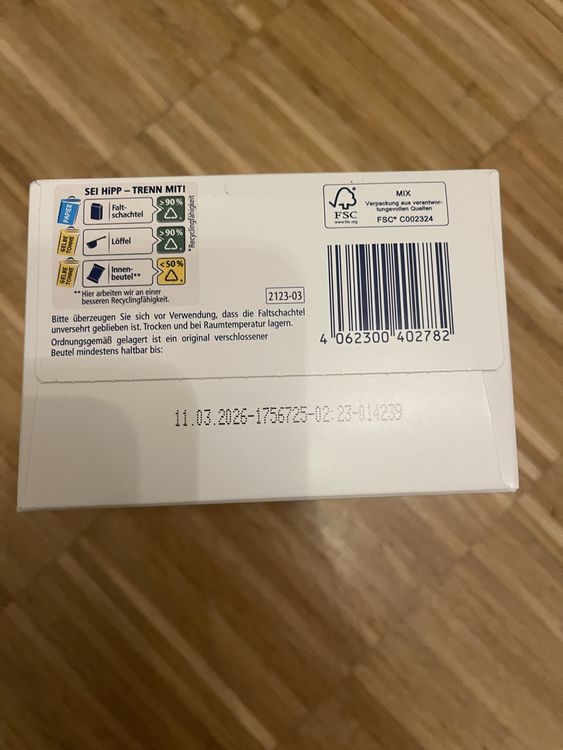 SEI HiPP – TRENN MIT!
PAPIER
Falt-
schachtel
> 90 %
GELBE TONNE
Löffel
> 90 %
GELBE TONNE
Innen-
beutel**
< 50 %
*Recyclingfähigkeit
**Hier arbeiten wir an einer
besseren Recyclingfähigkeit.
FSC
www.fsc.org
MIX
Verpackung aus verantwor-
tungsvollen Quellen
FSC® C002324
2123-03
Bitte überzeugen Sie sich vor Verwendung, dass die Faltschachtel
unversehrt geblieben ist. Trocken und bei Raumtemperatur lagern.
Ordnungsgemäß gelagert ist ein original verschlossener
Beutel mindestens haltbar bis:
4 062300 402782
11.03.2026-1756725-02:23-014239